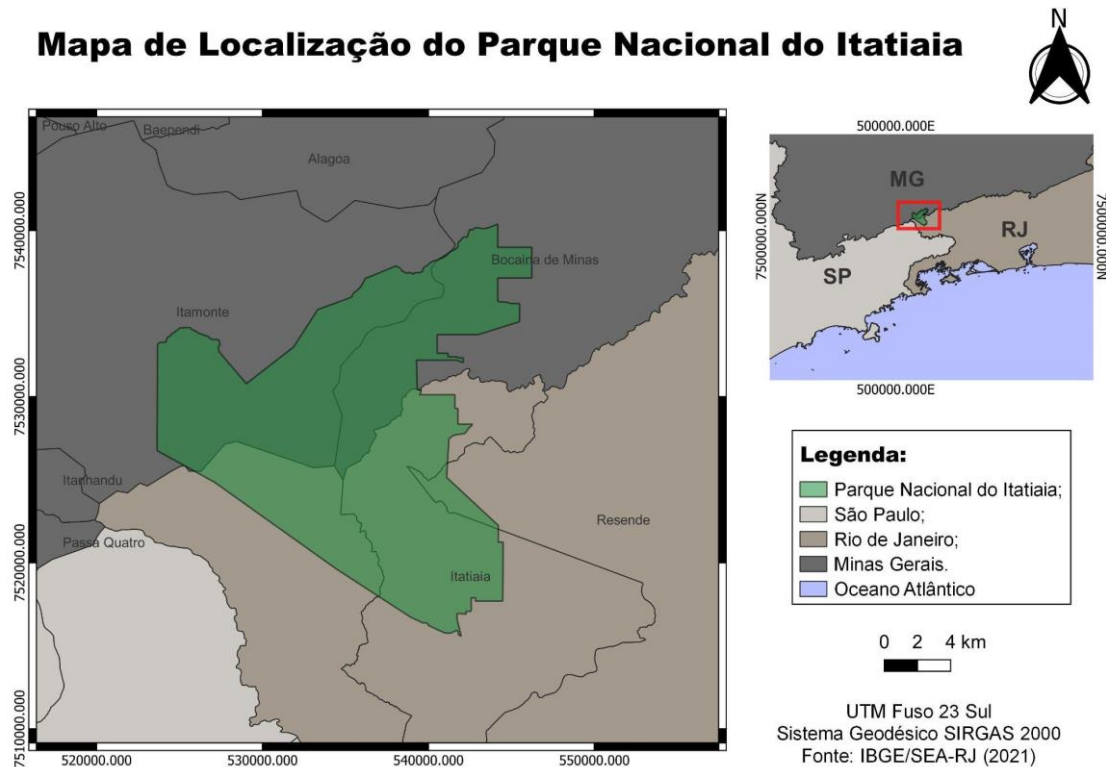 Mapa de Localização do Parque Nacional do Itatiaia
N
Pouso Alto
Baependi
Alagoa
Bocaina de Minas
Itamonte
Itanhandu
Passa Quatro
Resende
Itatiaia
7540000.000
7530000.000
7520000.000
7510000.000
520000.000
530000.000
540000.000
550000.000
500000.000E
MG
RJ
SP
7500000.000N
7500000.000N
500000.000E
Legenda:
Parque Nacional do Itatiaia;
São Paulo;
Rio de Janeiro;
Minas Gerais.
Oceano Atlântico
0 2 4 km
UTM Fuso 23 Sul
Sistema Geodésico SIRGAS 2000
Fonte: IBGE/SEA-RJ (2021)